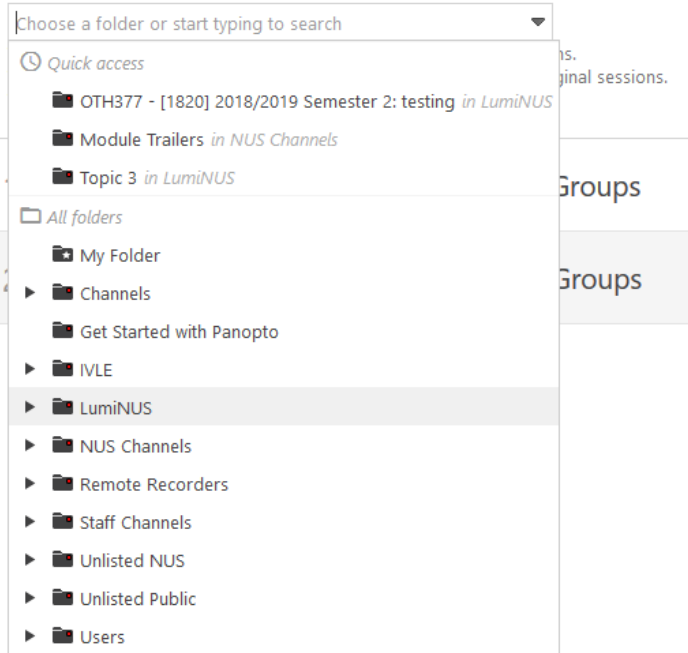 Choose a folder or start typing to search
Quick access
OTH377 - [1820] 2018/2019 Semester 2: testing in LumiNUS
Module Trailers in NUS Channels
Topic 3 in LumiNUS
All folders
My Folder
Channels
Get Started with Panopto
IVLE
LumiNUS
NUS Channels
Remote Recorders
Staff Channels
Unlisted NUS
Unlisted Public
Users
sessions.
Groups
Groups